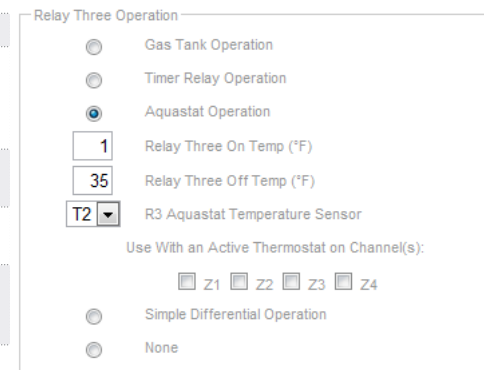 Relay Three Operation
Gas Tank Operation
Timer Relay Operation
Aquastat Operation
1 Relay Three On Temp (°F)
35 Relay Three Off Temp (°F)
T2 R3 Aquastat Temperature Sensor
Use With an Active Thermostat on Channel(s):
Z1 Z2 Z3 Z4
Simple Differential Operation
None